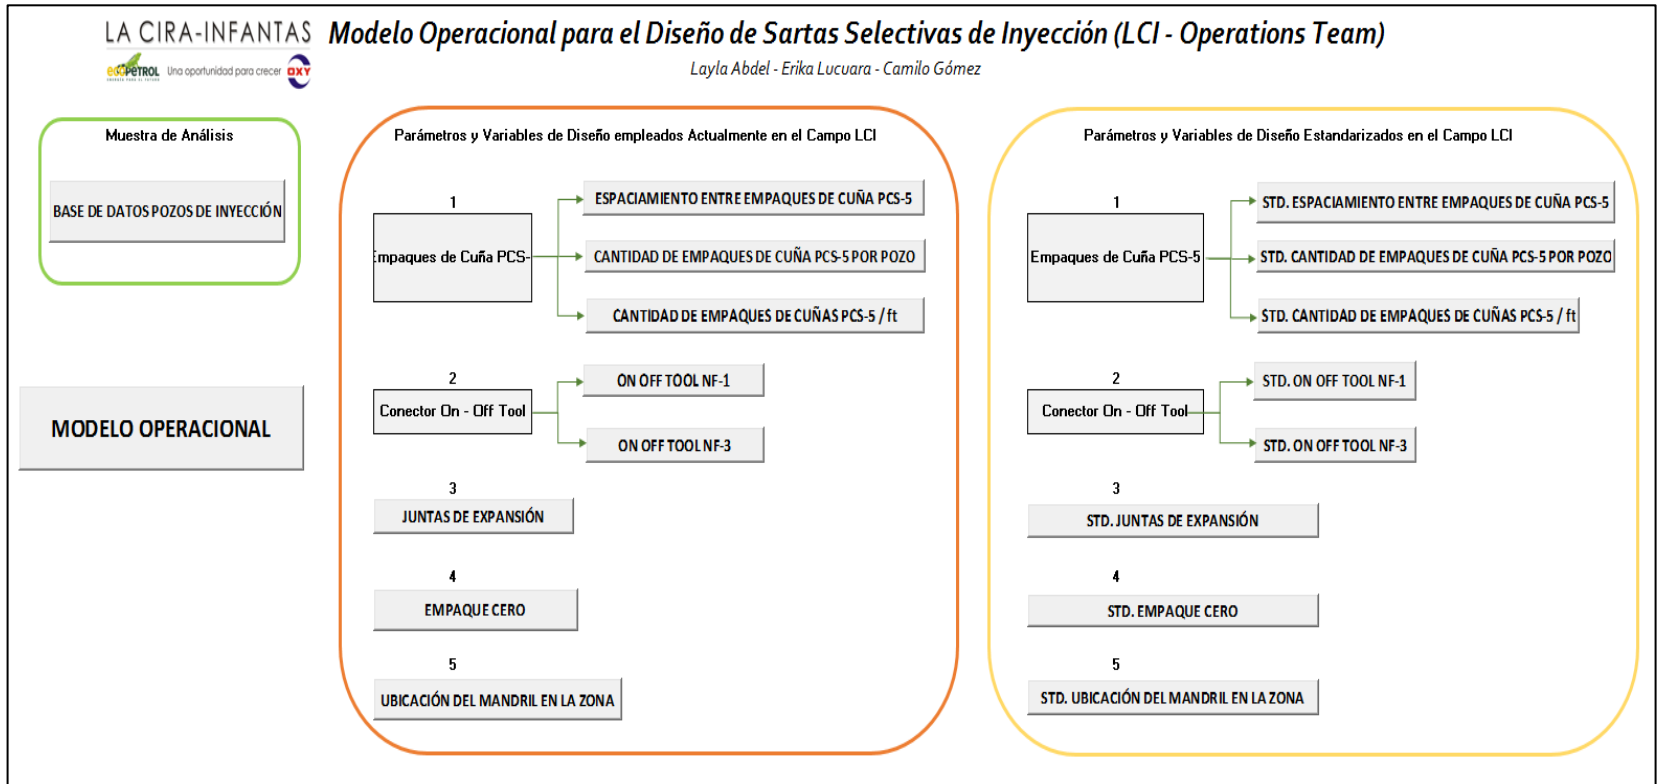 LA CIRA-INFANTAS
Modelo Operacional para el Diseño de Sartas Selectivas de Inyección (LCI - Operations Team)
ecopetrol Una oportunidad para crecer OXY
Layla Abdel - Erika Lucuara - Camilo Gómez
Muestra de Análisis
BASE DE DATOS POZOS DE INYECCIÓN
MODELO OPERACIONAL
Parámetros y Variables de Diseño empleados Actualmente en el Campo LCI
1
Empaques de Cuña PCS-
ESPACIAMIENTO ENTRE EMPAQUES DE CUÑA PCS-5
CANTIDAD DE EMPAQUES DE CUÑA PCS-5 POR POZO
CANTIDAD DE EMPAQUES DE CUÑAS PCS-5 / ft
2
Conector On - Off Tool
ON OFF TOOL NF-1
ON OFF TOOL NF-3
3
JUNTAS DE EXPANSIÓN
4
EMPAQUE CERO
5
UBICACIÓN DEL MANDRIL EN LA ZONA
Parámetros y Variables de Diseño Estandarizados en el Campo LCI
1
Empaques de Cuña PCS-5
STD. ESPACIAMIENTO ENTRE EMPAQUES DE CUÑA PCS-5
STD. CANTIDAD DE EMPAQUES DE CUÑA PCS-5 POR POZO
STD. CANTIDAD DE EMPAQUES DE CUÑAS PCS-5 / ft
2
Conector On - Off Tool
STD. ON OFF TOOL NF-1
STD. ON OFF TOOL NF-3
3
STD. JUNTAS DE EXPANSIÓN
4
STD. EMPAQUE CERO
5
STD. UBICACIÓN DEL MANDRIL EN LA ZONA